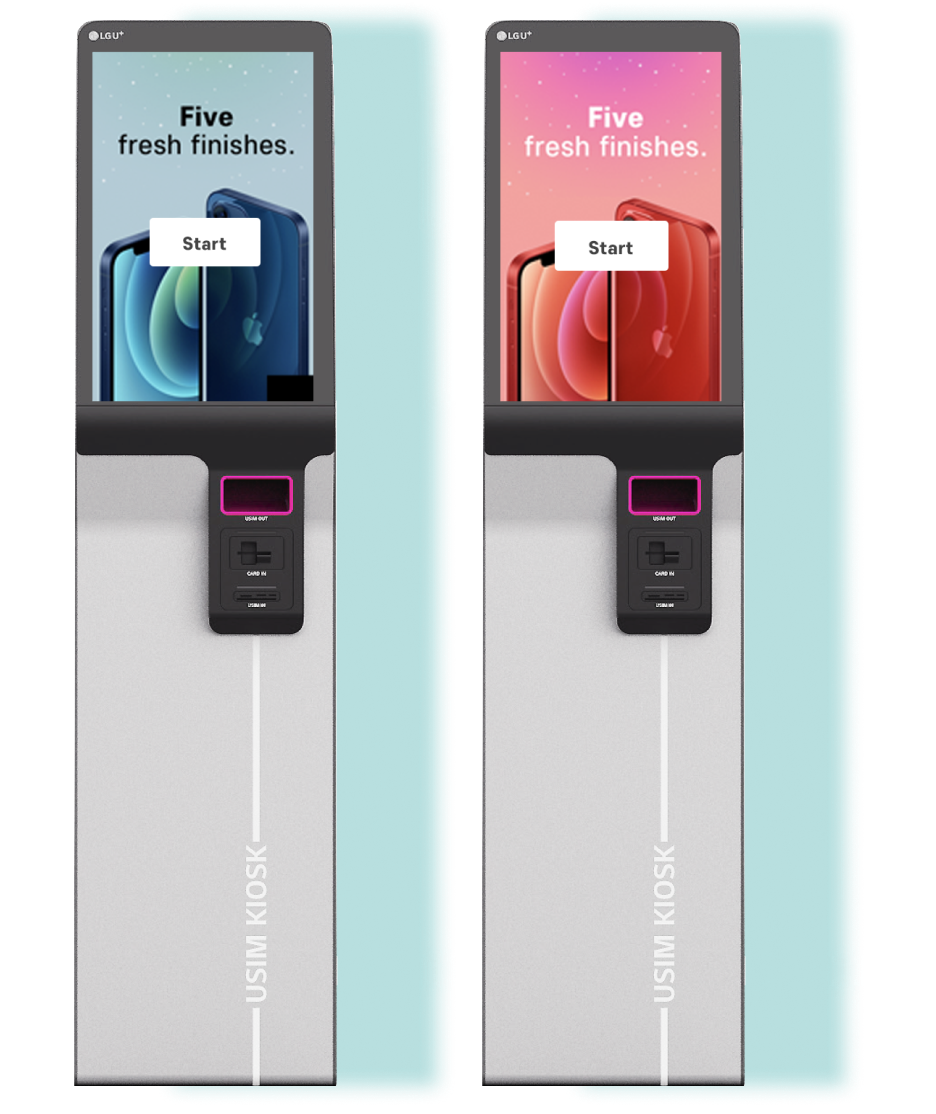 LGU+
Five
fresh finishes.
Start
USIM OUT
CARD IN
USIM KIOSK
LGU+
Five
fresh finishes.
Start
USIM OUT
CARD IN
USIM KIOSK